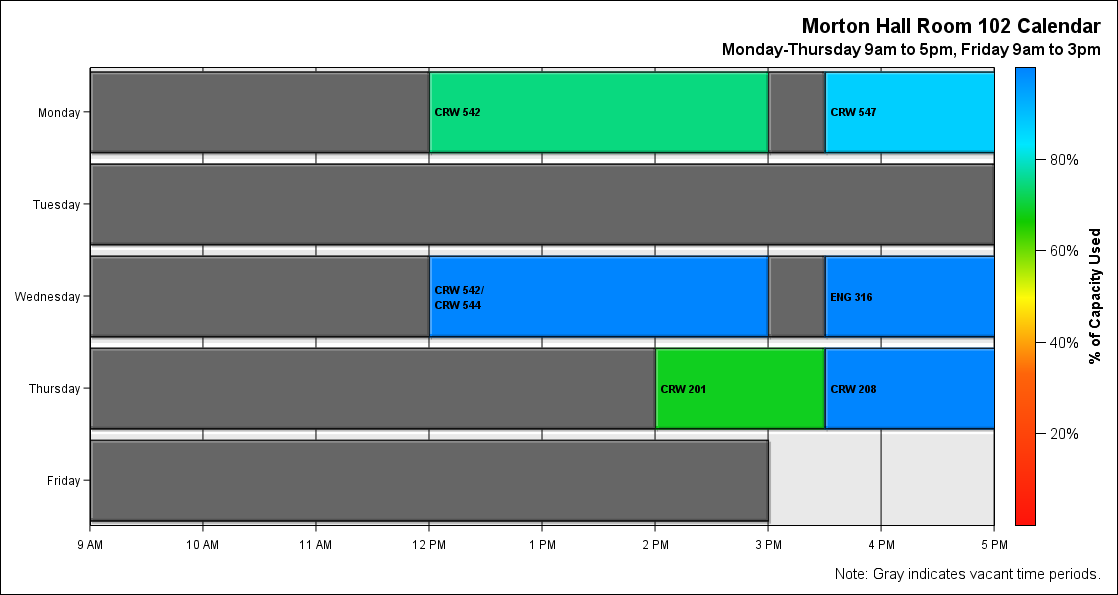 Morton Hall Room 102 Calendar
Monday-Thursday 9am to 5pm, Friday 9am to 3pm
Monday
CRW 542
CRW 547
Tuesday
Wednesday
CRW 542/
CRW 544
ENG 316
Thursday
CRW 201
CRW 208
Friday
9 AM
10 AM
11 AM
12 PM
1 PM
2 PM
3 PM
4 PM
5 PM
80%
60%
40%
20%
% of Capacity Used
Note: Gray indicates vacant time periods.